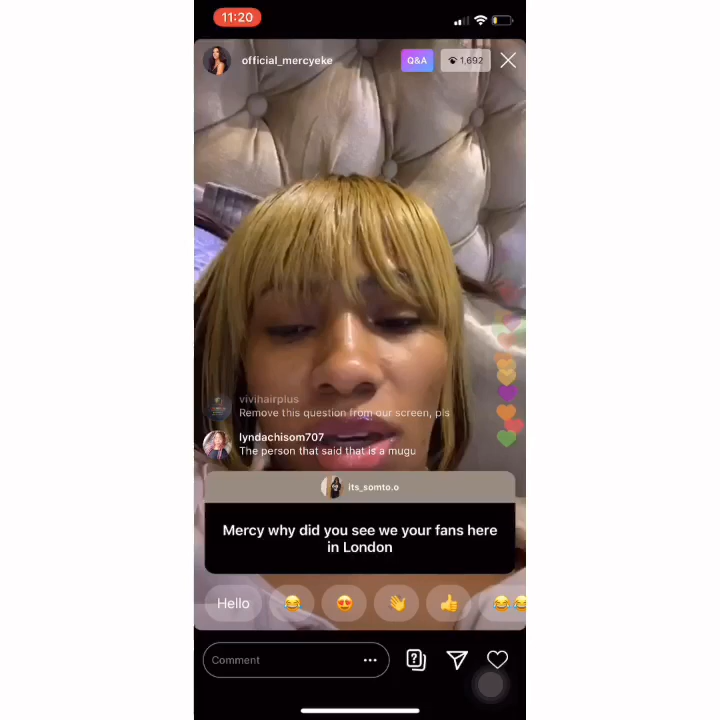 11:20
official_mercyeke
Q&A
1,692
vivihairplus
Remove this question from our screen, pls
lyndachisom707
The person that said that is a mugu
its_somto.o
Mercy why did you see we your fans here
in London
Hello
Comment